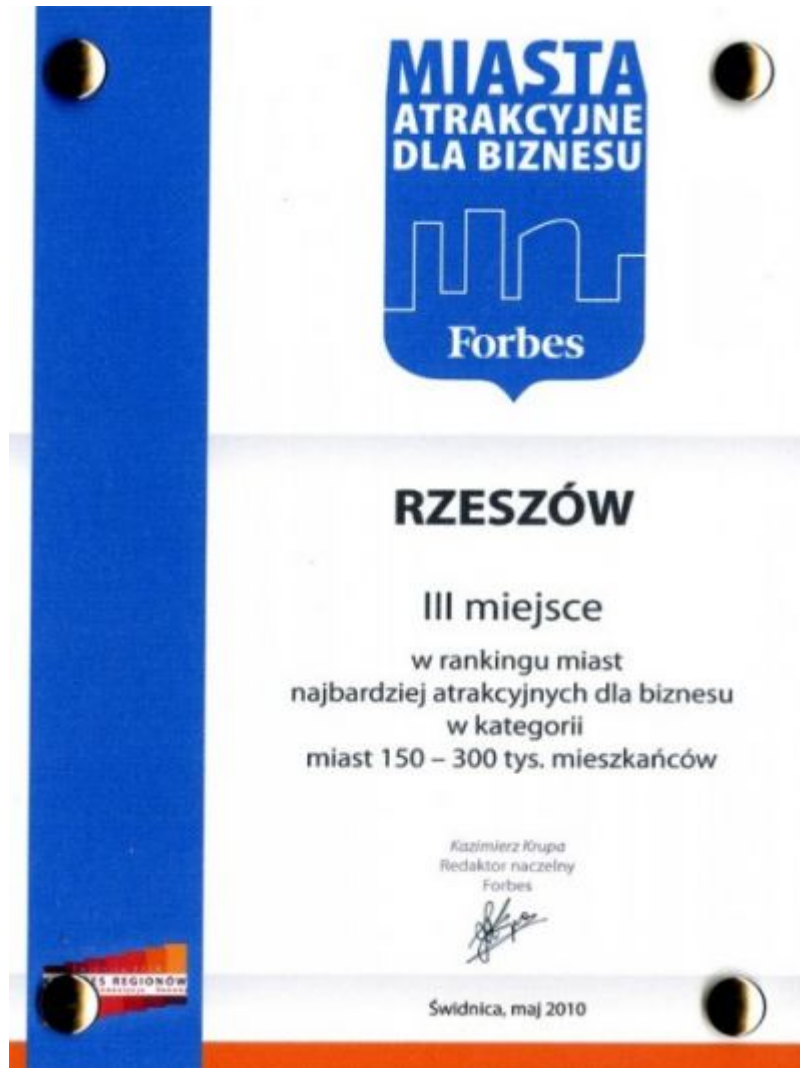 MIASTA
ATRAKCYJNE
DLA BIZNESU
Forbes
RZESZÓW
III miejsce
w rankingu miast
najbardziej atrakcyjnych dla biznesu
w kategorii
miast 150 – 300 tys. mieszkańców
Kazimierz Krupa
Redaktor naczelny
Forbes
REGIONÓW
Świdnica, maj 2010